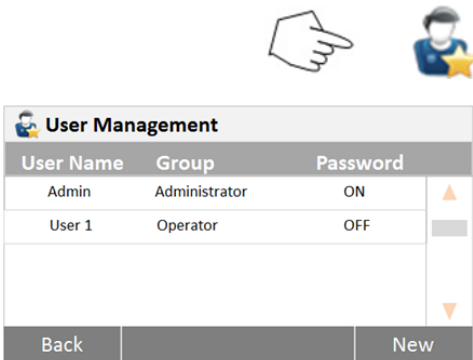 User Management
User Name Group Password
Admin Administrator ON
User 1 Operator OFF
Back New